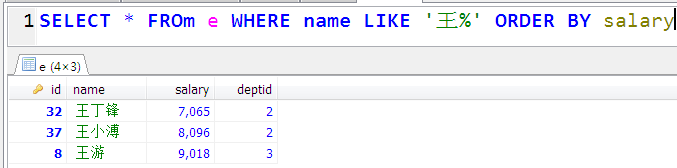 1 SELECT * FROm e WHERE name LIKE '王%' ORDER BY salary
e (4×3)
id name salary deptid
32 王丁锋 7,065 2
37 王小溥 8,096 2
8 王游 9,018 3